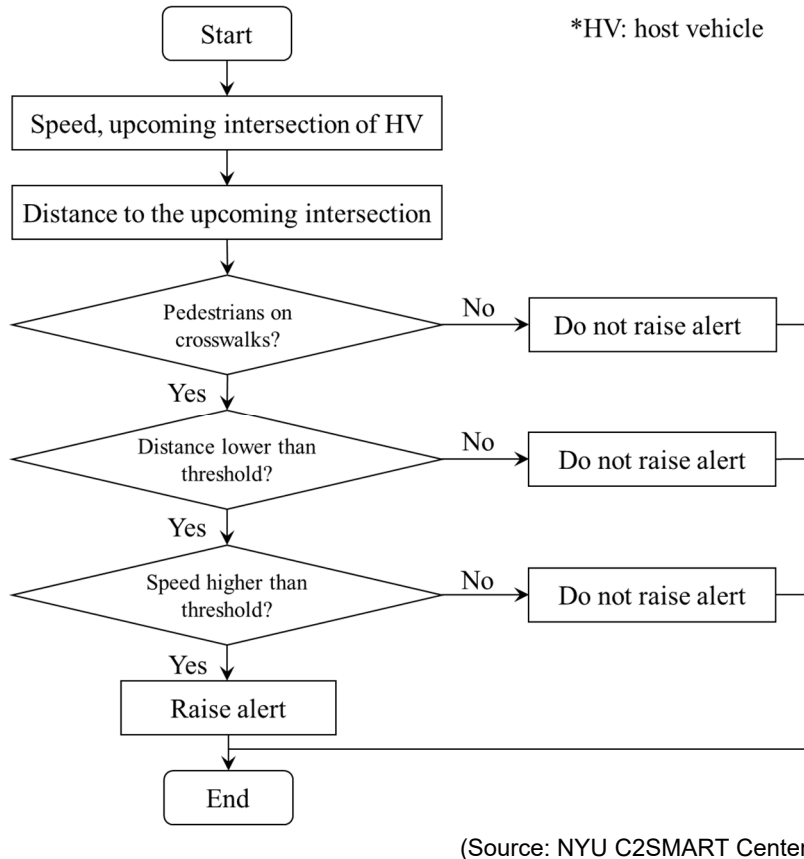 Start
*HV: host vehicle
Speed, upcoming intersection of HV
Distance to the upcoming intersection
Pedestrians on
crosswalks?
No
Do not raise alert
Yes
Distance lower than
threshold?
No
Do not raise alert
Yes
Speed higher than
threshold?
No
Do not raise alert
Yes
Raise alert
End
(Source: NYU C2SMART Center